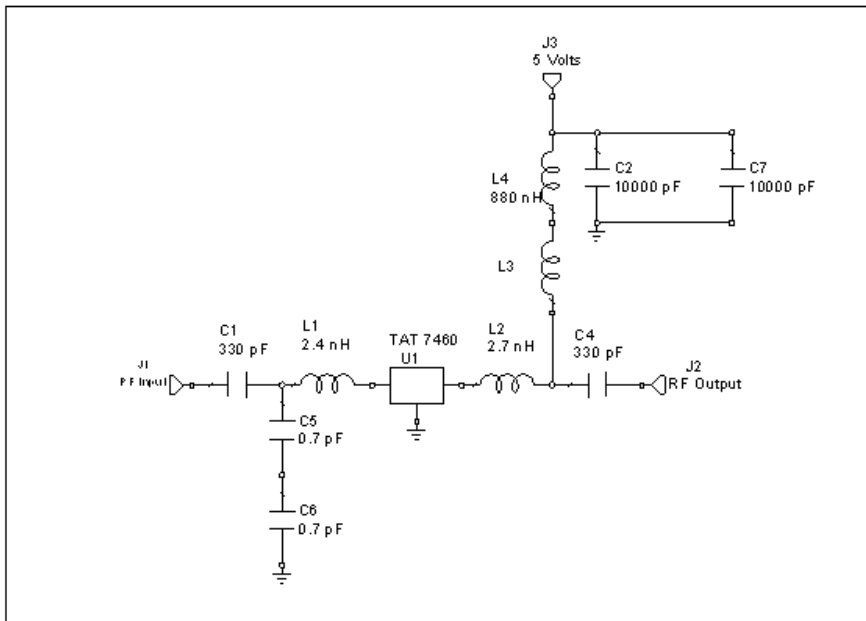 J3
5 Volts
L4
880 nH
C2
10000 pF
C7
10000 pF
L3
C1
330 pF
L1
2.4 nH
TAT 7460
U1
L2
2.7 nH
C4
330 pF
J1
RF Input
J2
RF Output
C5
0.7 pF
C6
0.7 pF